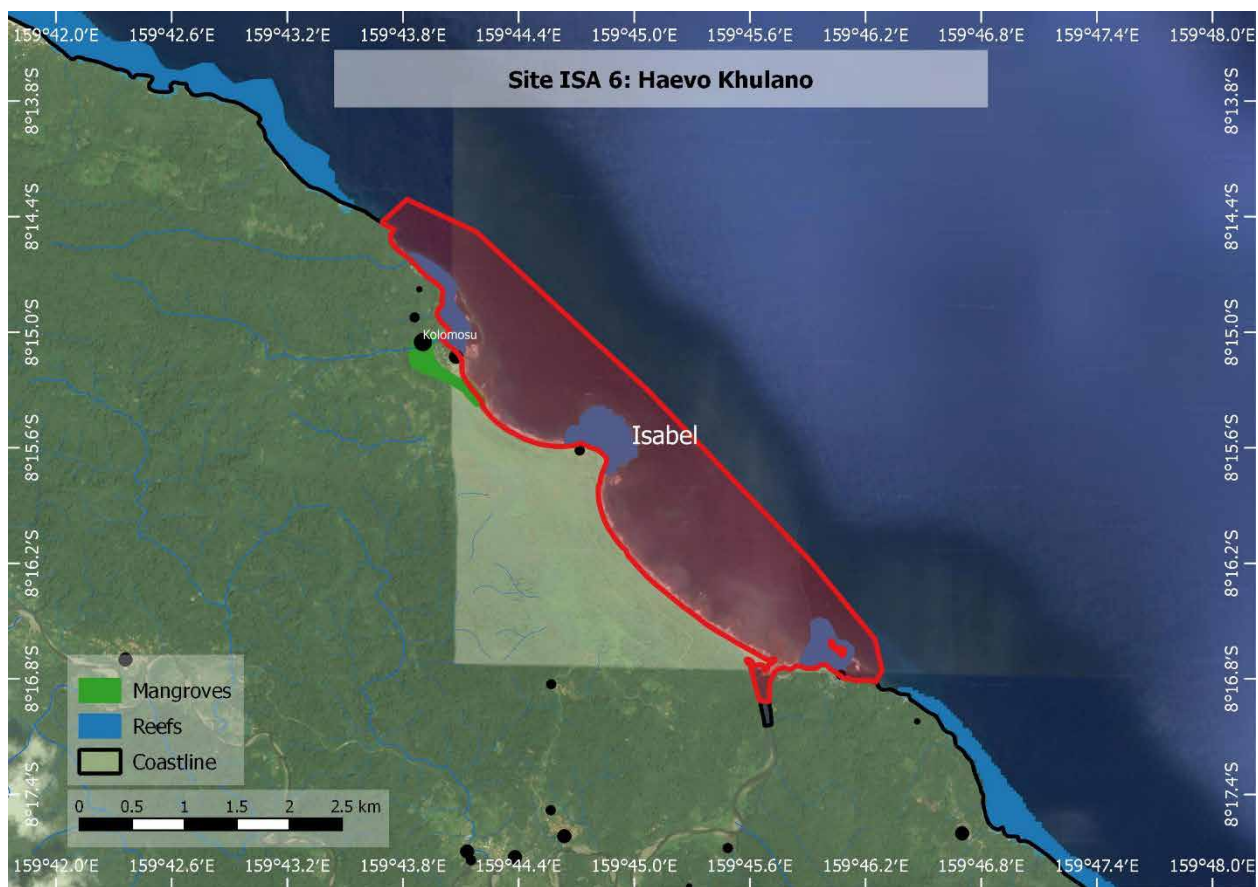 159°42.0′E 159°42.6′E 159°43.2′E 159°43.8′E 159°44.4′E 159°45.0′E 159°45.6′E 159°46.2′E 159°46.8′E 159°47.4′E 159°48.0′E
Site ISA 6: Haevo Khulano
8°13.8′S 8°13.8′S
8°14.4′S 8°14.4′S
8°15.0′S 8°15.0′S
Kolomosu
8°15.6′S 8°15.6′S
Isabel
8°16.2′S 8°16.2′S
8°16.8′S 8°16.8′S
Mangroves
Reefs
Coastline
8°17.4′S 8°17.4′S
0 0.5 1 1.5 2 2.5 km
159°42.0′E 159°42.6′E 159°43.2′E 159°43.8′E 159°44.4′E 159°45.0′E 159°45.6′E 159°46.2′E 159°46.8′E 159°47.4′E 159°48.0′E